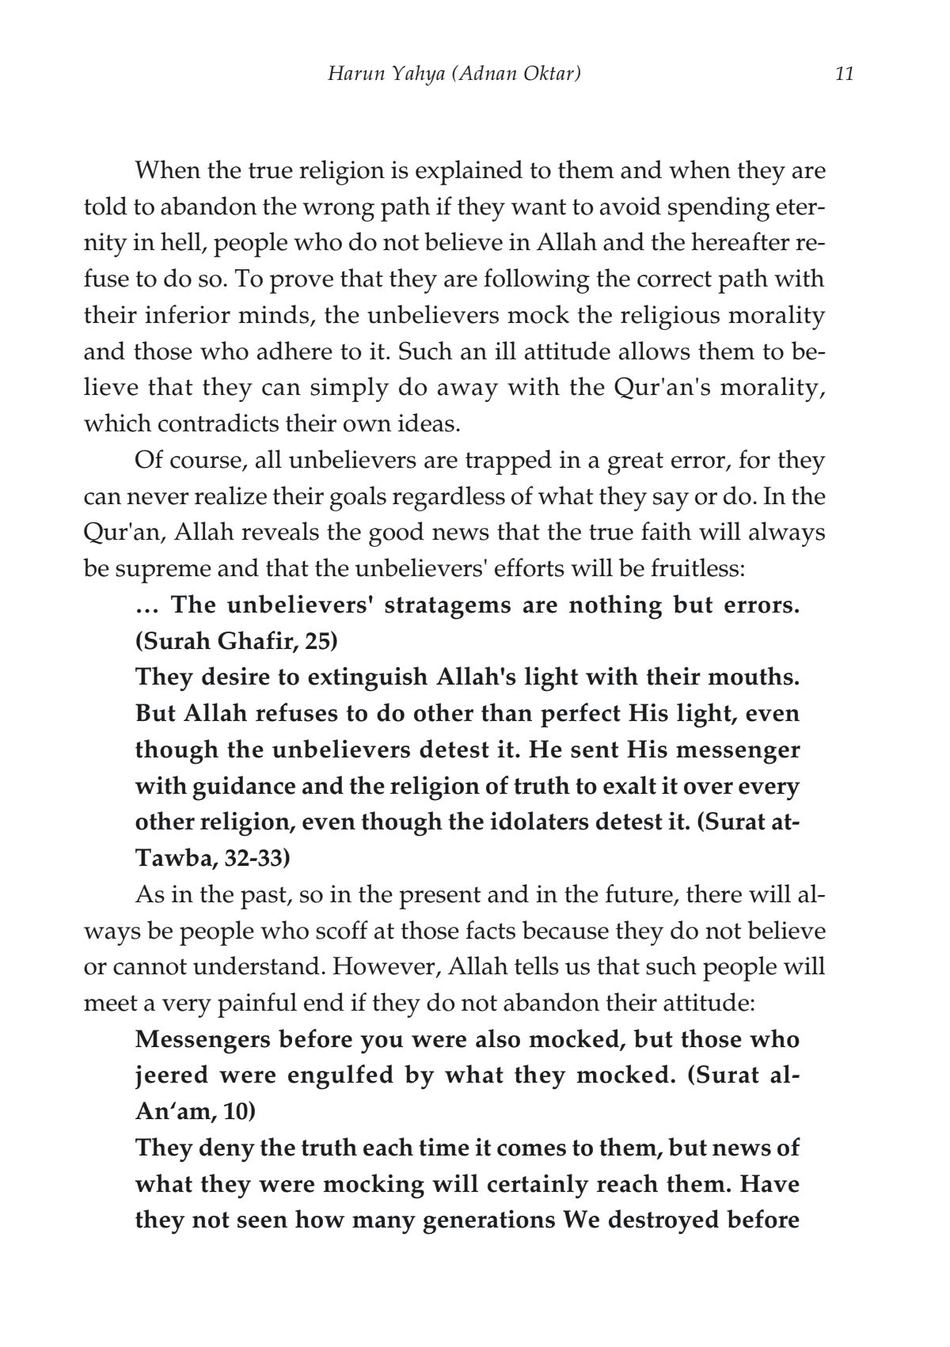 Harun Yahya (Adnan Oktar) 11
When the true religion is explained to them and when they are
told to abandon the wrong path if they want to avoid spending eter-
nity in hell, people who do not believe in Allah and the hereafter re-
fuse to do so. To prove that they are following the correct path with
their inferior minds, the unbelievers mock the religious morality
and those who adhere to it. Such an ill attitude allows them to be-
lieve that they can simply do away with the Qur'an's morality,
which contradicts their own ideas.
Of course, all unbelievers are trapped in a great error, for they
can never realize their goals regardless of what they say or do. In the
Qur'an, Allah reveals the good news that the true faith will always
be supreme and that the unbelievers' efforts will be fruitless:
… The unbelievers' stratagems are nothing but errors.
(Surah Ghafir, 25)
They desire to extinguish Allah's light with their mouths.
But Allah refuses to do other than perfect His light, even
though the unbelievers detest it. He sent His messenger
with guidance and the religion of truth to exalt it over every
other religion, even though the idolaters detest it. (Surat at-
Tawba, 32-33)
As in the past, so in the present and in the future, there will al-
ways be people who scoff at those facts because they do not believe
or cannot understand. However, Allah tells us that such people will
meet a very painful end if they do not abandon their attitude:
Messengers before you were also mocked, but those who
jeered were engulfed by what they mocked. (Surat al-
An‘am, 10)
They deny the truth each time it comes to them, but news of
what they were mocking will certainly reach them. Have
they not seen how many generations We destroyed before